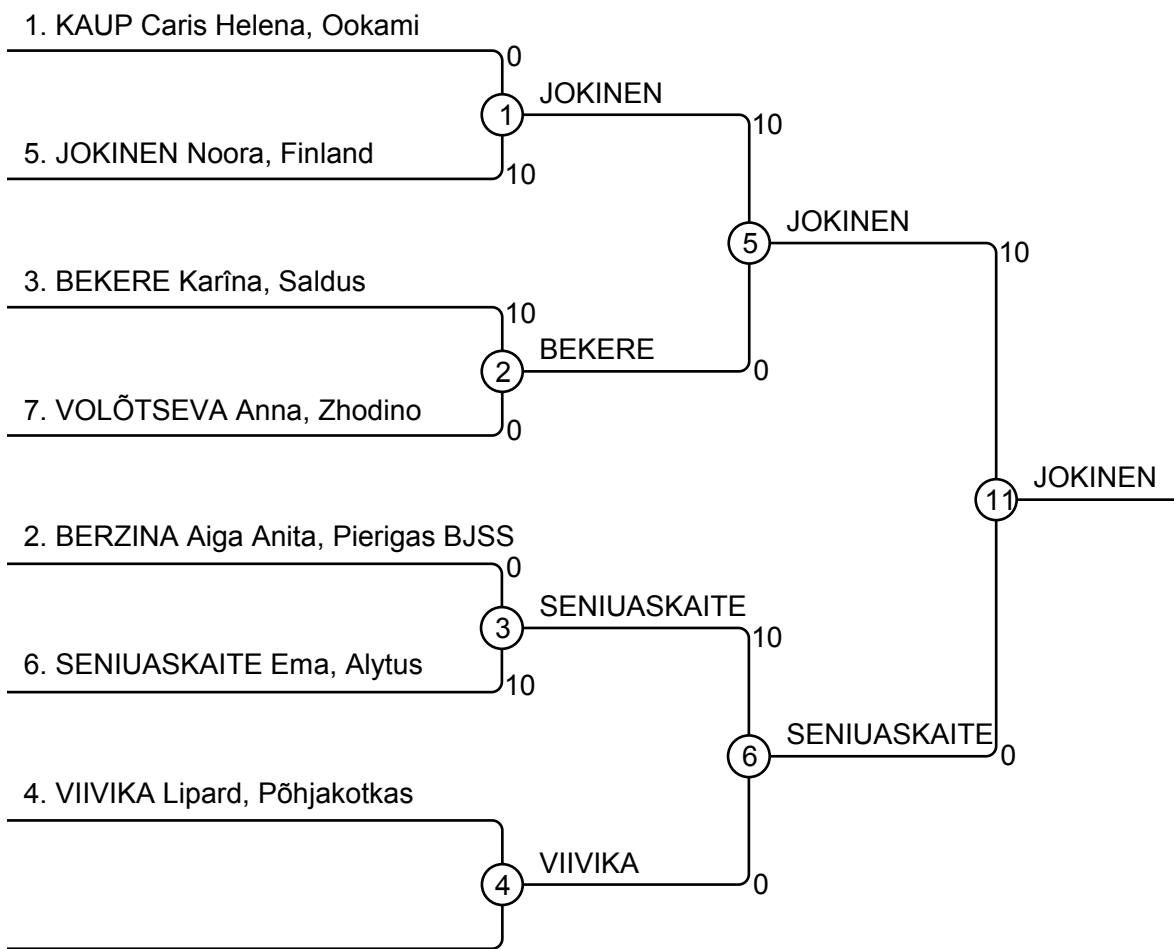 1. KAUP Caris Helena, Ookami
0
1
JOKINEN
10
5. JOKINEN Noora, Finland
10
5
JOKINEN
10
3. BEKERE Karîna, Saldus
10
2
BEKERE
0
7. VOLÕTSEVA Anna, Zhodino
0
11
JOKINEN
2. BERZINA Aiga Anita, Pierigas BJSS
0
3
SENIUASKAITE
10
6. SENIUASKAITE Ema, Alytus
10
6
SENIUASKAITE
0
4. VIIVIKA Lipard, Põhjakotkas
4
VIIVIKA
0